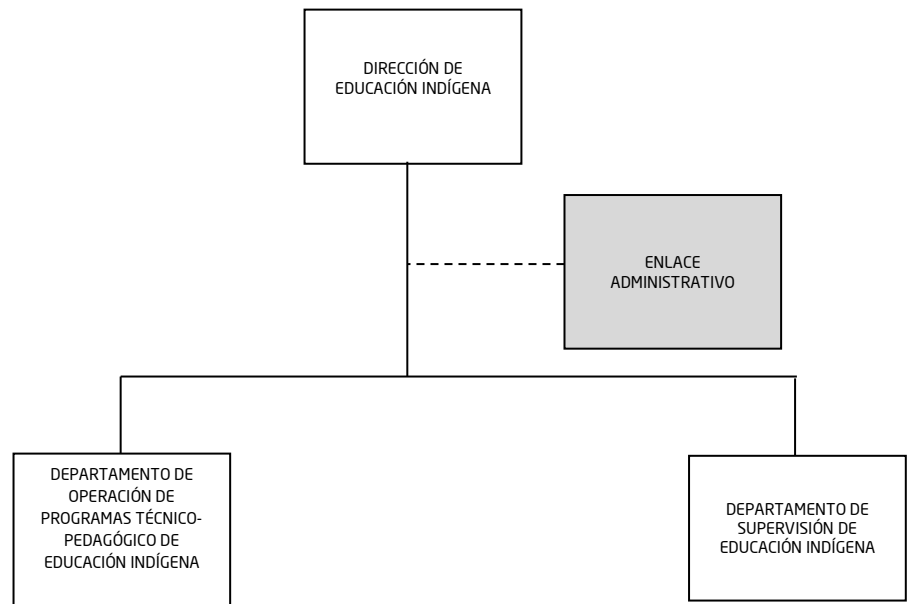 DIRECCIÓN DE
EDUCACIÓN INDÍGENA
ENLACE
ADMINISTRATIVO
DEPARTAMENTO DE
OPERACIÓN DE
PROGRAMAS TÉCNICO-
PEDAGÓGICO DE
EDUCACIÓN INDÍGENA
DEPARTAMENTO DE
SUPERVISIÓN DE
EDUCACIÓN INDÍGENA